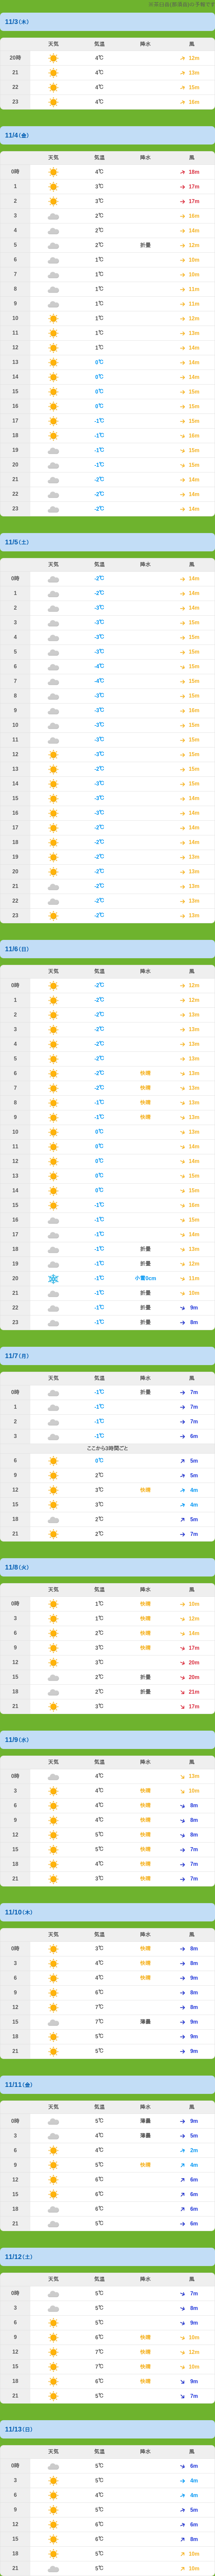 11/3(木)
天気 気温 降水 風
20時 4℃ 12m
21 4℃ 13m
22 4℃ 15m
23 4℃ 16m
11/4(金)
天気 気温 降水 風
0時 4℃ 18m
1 3℃ 17m
2 3℃ 17m
3 2℃ 16m
4 2℃ 14m
5 2℃ 折曇 12m
6 1℃ 10m
7 1℃ 10m
8 1℃ 11m
9 1℃ 11m
10 1℃ 12m
11 1℃ 13m
12 1℃ 14m
13 0℃ 14m
14 0℃ 14m
15 0℃ 15m
16 0℃ 15m
17 -1℃ 15m
18 -1℃ 16m
19 -1℃ 15m
20 -1℃ 15m
21 -2℃ 14m
22 -2℃ 14m
23 -2℃ 14m
11/5(土)
天気 気温 降水 風
0時 -2℃ 14m
1 -2℃ 14m
2 -3℃ 14m
3 -3℃ 15m
4 -3℃ 15m
5 -3℃ 15m
6 -4℃ 15m
7 -4℃ 15m
8 -3℃ 15m
9 -3℃ 16m
10 -3℃ 15m
11 -3℃ 15m
12 -3℃ 15m
13 -2℃ 15m
14 -3℃ 15m
15 -3℃ 14m
16 -3℃ 14m
17 -2℃ 14m
18 -2℃ 14m
19 -2℃ 13m
20 -2℃ 13m
21 -2℃ 13m
22 -2℃ 13m
23 -2℃ 13m
11/6(日)
天気 気温 降水 風
0時 -2℃ 12m
1 -2℃ 12m
2 -2℃ 13m
3 -2℃ 13m
4 -2℃ 13m
5 -2℃ 13m
6 -2℃ 快晴 13m
7 -2℃ 快晴 13m
8 -1℃ 快晴 13m
9 -1℃ 快晴 13m
10 0℃ 13m
11 0℃ 14m
12 0℃ 14m
13 0℃ 15m
14 0℃ 15m
15 -1℃ 16m
16 -1℃ 15m
17 -1℃ 14m
18 -1℃ 折曇 13m
19 -1℃ 折曇 12m
20 -1℃ 小雪0cm 11m
21 -1℃ 折曇 10m
22 -1℃ 折曇 9m
23 -1℃ 折曇 8m
11/7(月)
天気 気温 降水 風
0時 -1℃ 折曇 7m
1 -1℃ 7m
2 -1℃ 7m
3 -1℃ 6m
ここから3時間ごと
6 0℃ 5m
9 2℃ 5m
12 3℃ 快晴 4m
15 3℃ 4m
18 2℃ 5m
21 2℃ 7m
11/8(火)
天気 気温 降水 風
0時 1℃ 快晴 10m
3 1℃ 快晴 12m
6 2℃ 快晴 14m
9 3℃ 快晴 17m
12 3℃ 20m
15 2℃ 折曇 20m
18 2℃ 折曇 21m
21 3℃ 17m
11/9(水)
天気 気温 降水 風
0時 4℃ 13m
3 4℃ 快晴 10m
6 4℃ 快晴 8m
9 4℃ 快晴 8m
12 5℃ 快晴 8m
15 5℃ 快晴 7m
18 4℃ 快晴 7m
21 3℃ 快晴 7m
11/10(木)
天気 気温 降水 風
0時 3℃ 快晴 8m
3 4℃ 快晴 8m
6 4℃ 快晴 9m
9 6℃ 8m
12 7℃ 8m
15 7℃ 薄曇 9m
18 5℃ 9m
21 5℃ 9m
11/11(金)
天気 気温 降水 風
0時 5℃ 薄曇 9m
3 4℃ 薄曇 5m
6 4℃ 2m
9 5℃ 快晴 4m
12 6℃ 6m
15 6℃ 6m
18 6℃ 6m
21 5℃ 6m
11/12(土)
天気 気温 降水 風
0時 5℃ 7m
3 5℃ 8m
6 5℃ 9m
9 6℃ 快晴 10m
12 7℃ 快晴 12m
15 7℃ 快晴 10m
18 6℃ 快晴 9m
21 5℃ 7m
11/13(日)
天気 気温 降水 風
0時 5℃ 6m
3 5℃ 4m
6 4℃ 4m
9 5℃ 5m
12 6℃ 6m
15 6℃ 8m
18 5℃ 10m
21 5℃ 10m